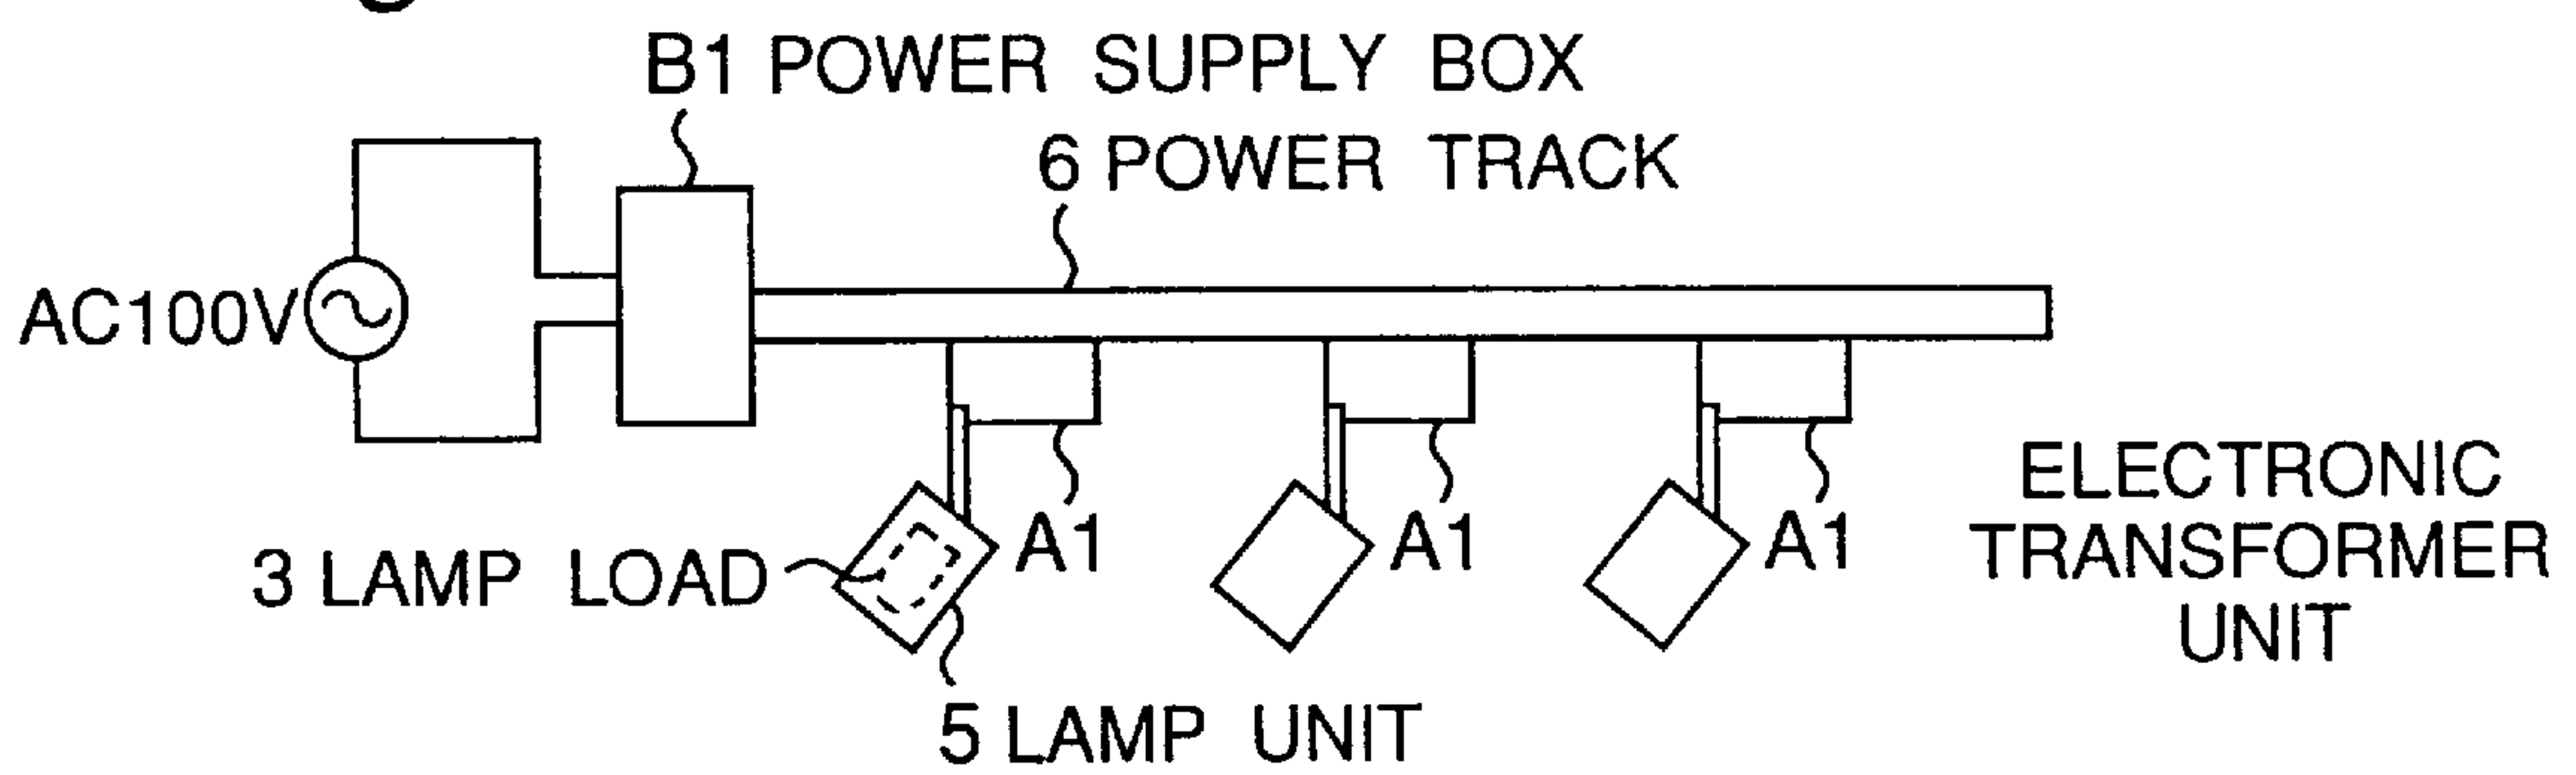 B1 POWER SUPPLY BOX
6 POWER TRACK
AC100V
A1
A1
A1
ELECTRONIC
TRANSFORMER
UNIT
3 LAMP LOAD
5 LAMP UNIT